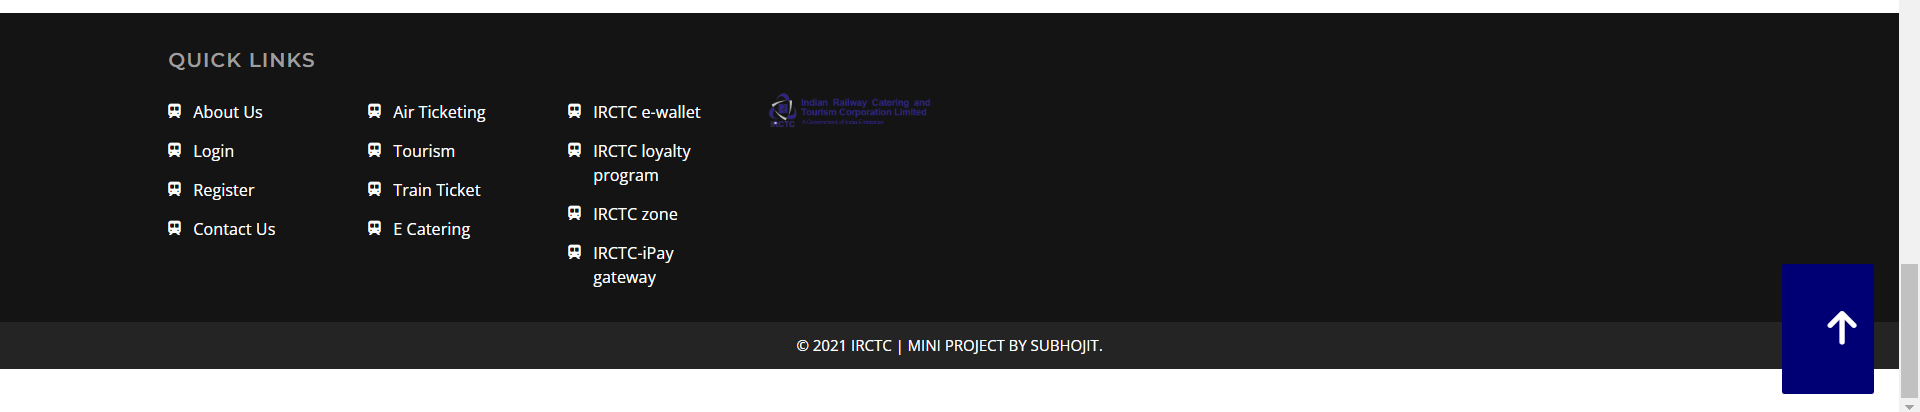 QUICK LINKS
About Us
Login
Register
Contact Us
Air Ticketing
Tourism
Train Ticket
E Catering
IRCTC e-wallet
IRCTC loyalty
program
IRCTC zone
IRCTC-iPay
gateway
Indian Railway Catering and
Tourism Corporation Limited
IRCTC
© 2021 IRCTC | MINI PROJECT BY SUBHOJIT.